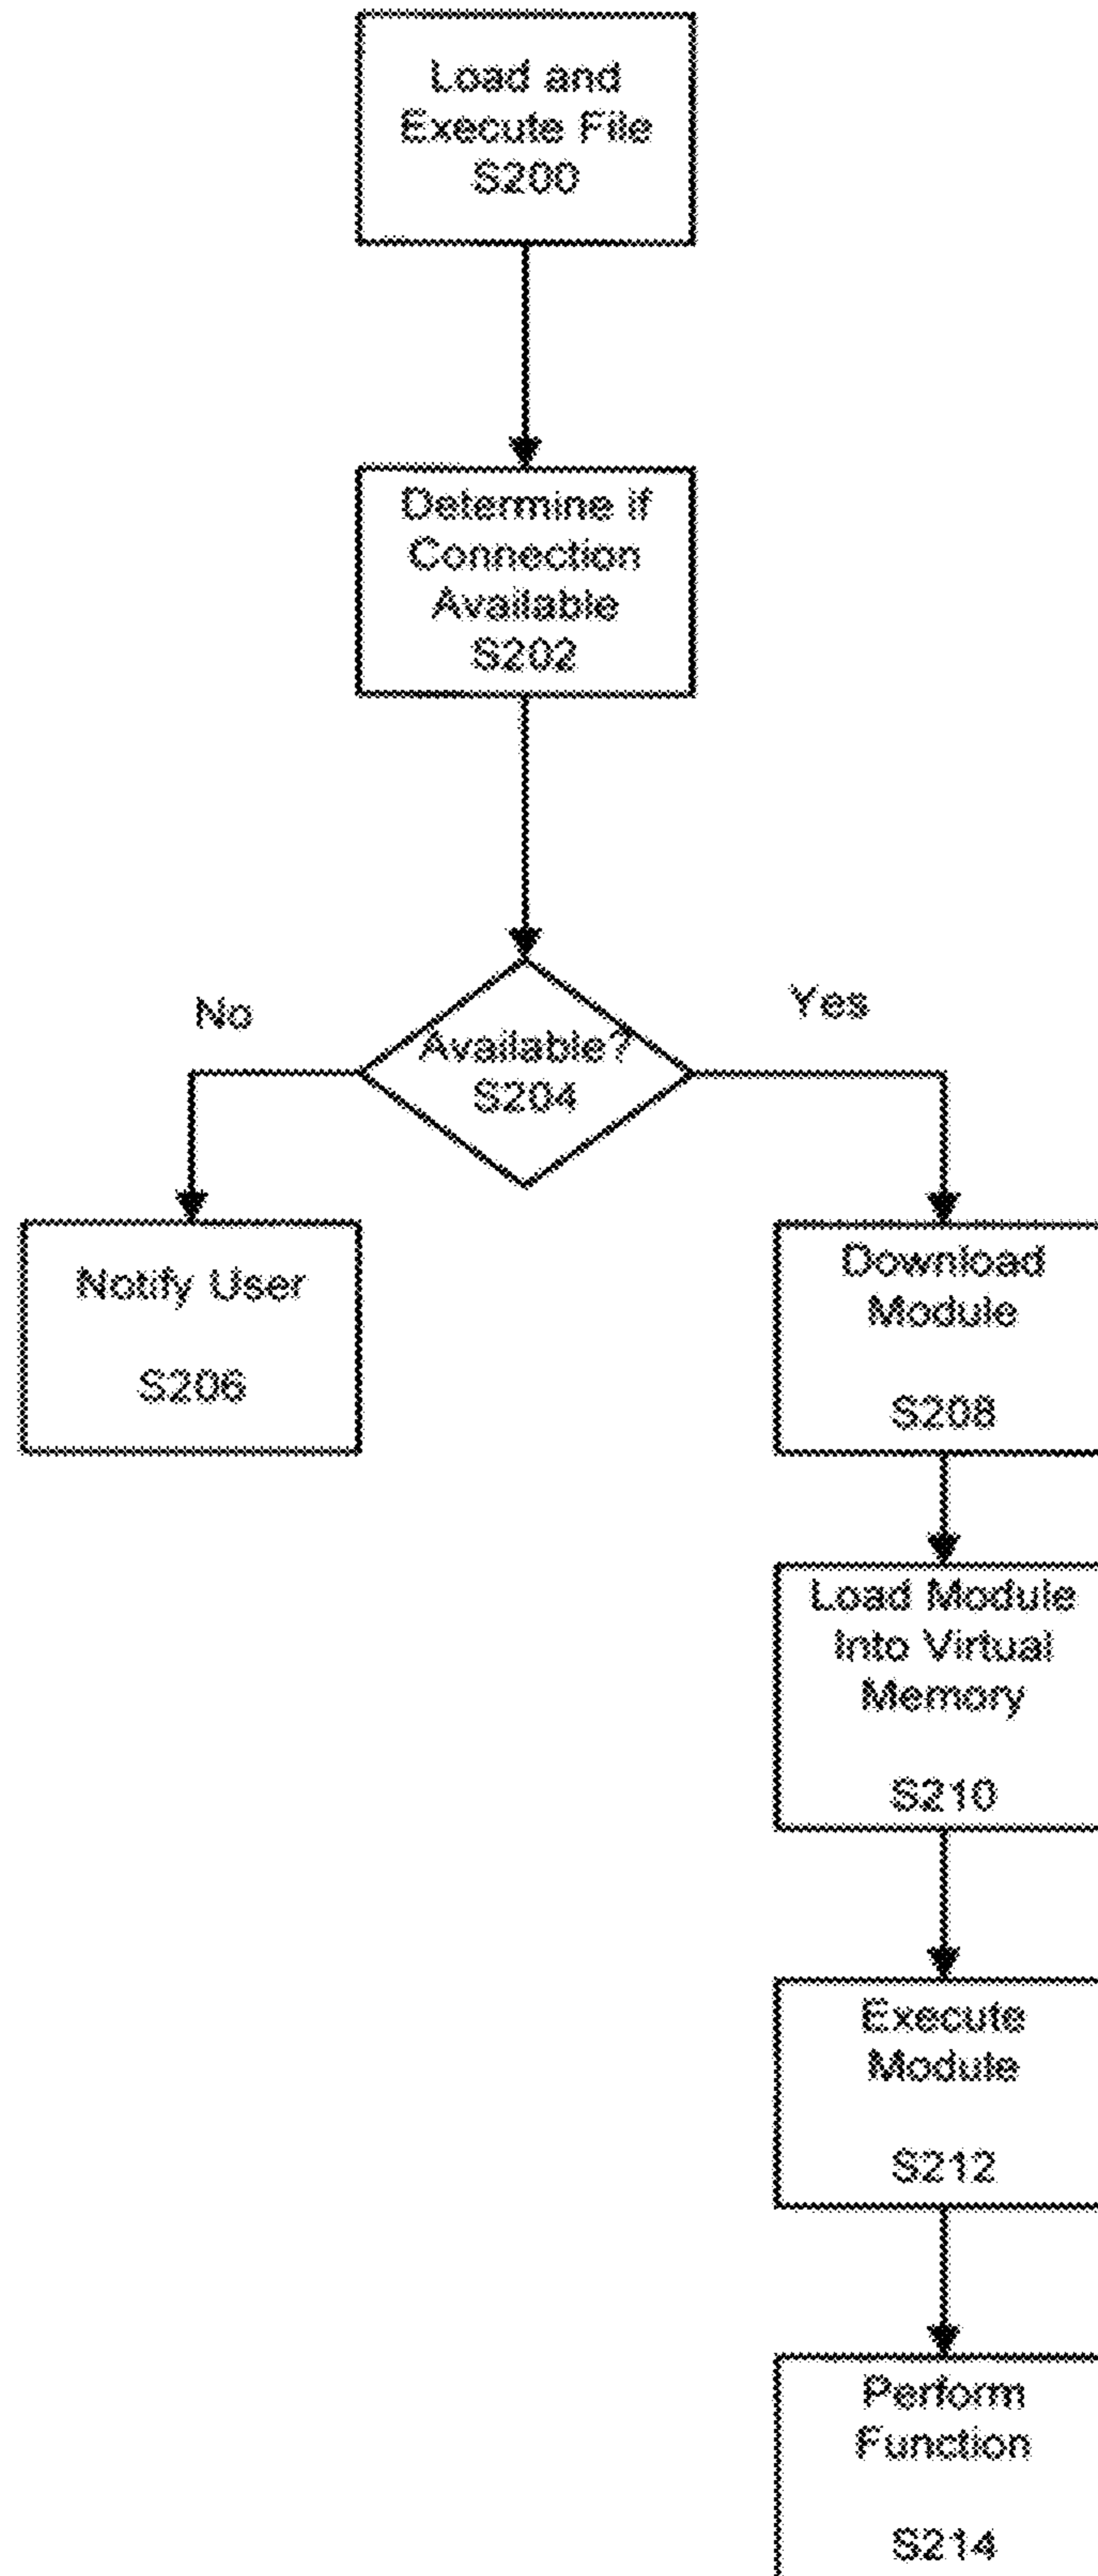 Load and
Execute File
S200
Determine if
Connection
Available
S202
No
Yes
Available?
S204
Notify User
S206
Download
Module
S208
Load Module
Into Virtual
Memory
S210
Execute
Module
S212
Perform
Function
S214